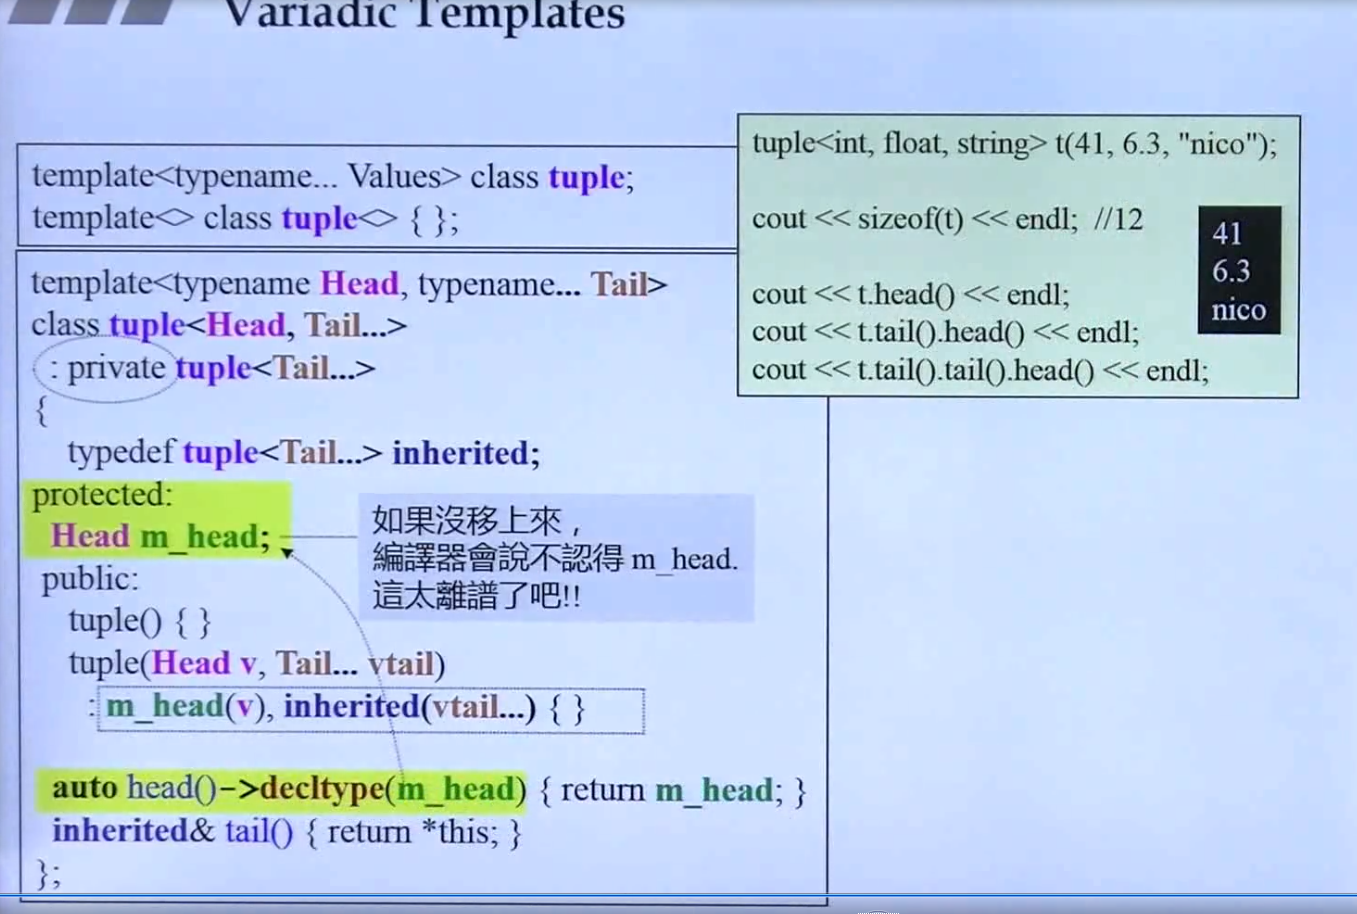 Variadic Templates
template<typename... Values> class tuple;
template<> class tuple<> { };
template<typename Head, typename... Tail>
class tuple<Head, Tail...>
: private tuple<Tail...>
{
typedef tuple<Tail...> inherited;
protected:
Head m_head;
public:
tuple() { }
tuple(Head v, Tail... vtail)
: m_head(v), inherited(vtail...) { }
auto head()->decltype(m_head) { return m_head; }
inherited& tail() { return *this; }
};
如果沒移上來，
編譯器會說不認得 m_head.
這太離譜了吧!!
tuple<int, float, string> t(41, 6.3, "nico");
cout << sizeof(t) << endl; //12
cout << t.head() << endl;
cout << t.tail().head() << endl;
cout << t.tail().tail().head() << endl;
41
6.3
nico